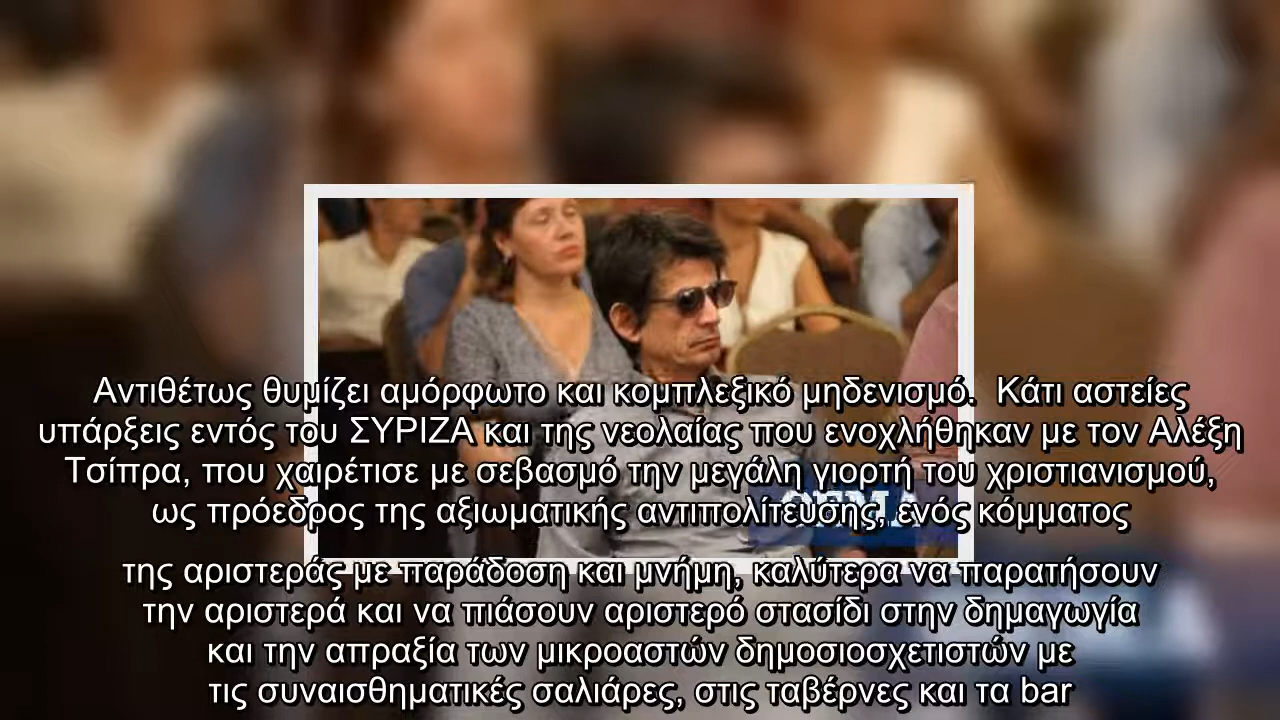 Αντιθέτως θυμίζει αμόρφωτο και κομπλεξικό μηδενισμό. Κάτι αστείες
υπάρξεις εντός του ΣΥΡΙΖΑ και της νεολαίας που ενοχλήθηκαν με τον Αλέξη
Τσίπρα, που χαιρέτισε με σεβασμό την μεγάλη γιορτή του χριστιανισμού,
ως πρόεδρος της αξιωματικής αντιπολίτευσης, ενός κόμματος
της αριστεράς με παράδοση και μνήμη, καλύτερα να παρατήσουν
την αριστερά και να πιάσουν αριστερό στασίδι στην δημαγωγία
και την απραξία των μικροαστών δημοσιοσχετιστών με
τις συναισθηματικές σαλιάρες, στις ταβέρνες και τα bar